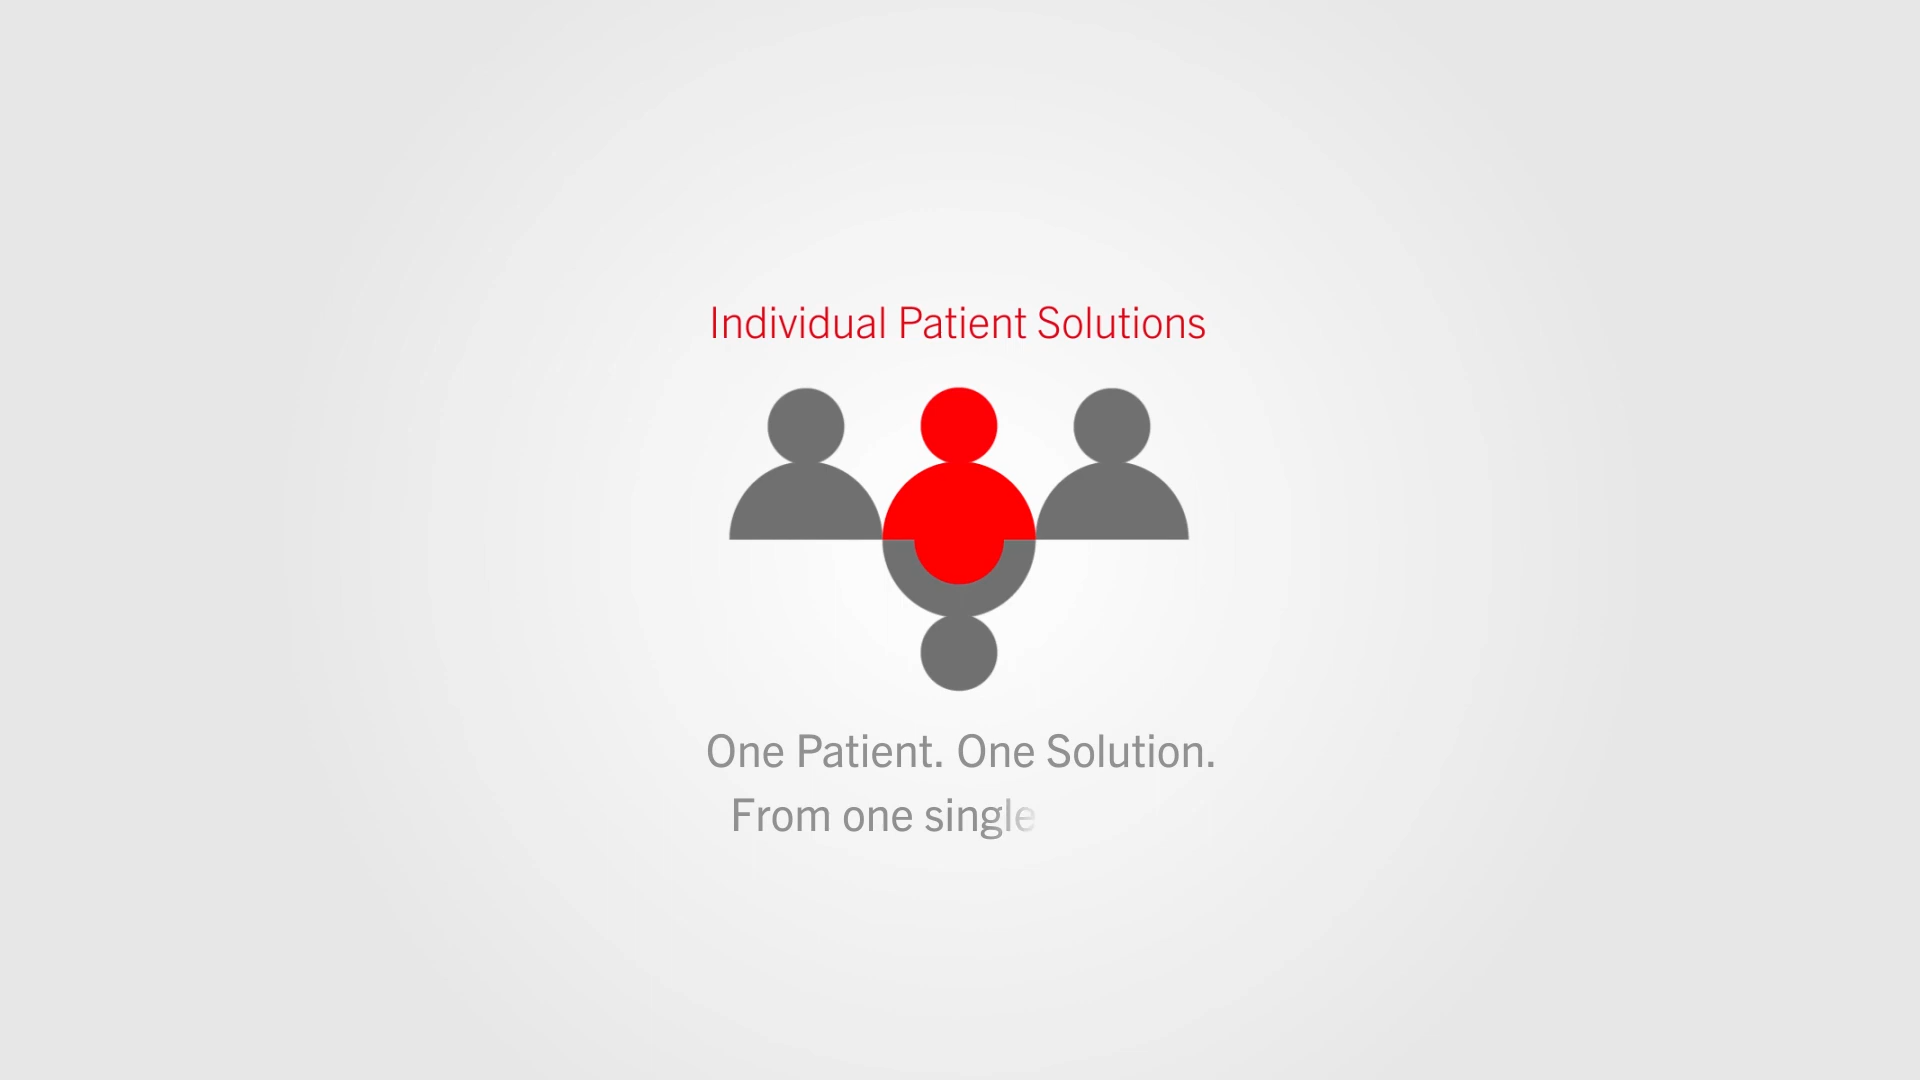 Individual Patient Solutions
One Patient. One Solution.
From one single